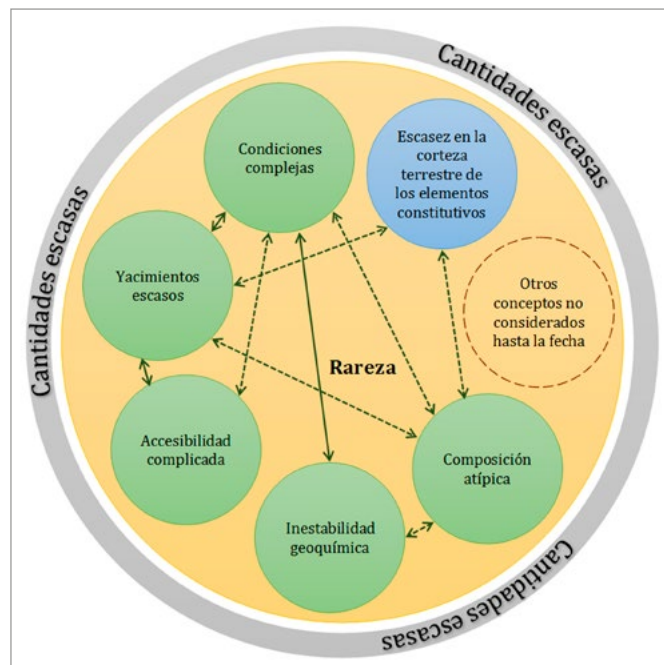 Cantidades escasas
Cantidades escasas
Condiciones
complejas
Escasez en la
corteza
terrestre de
los elementos
constitutivos
Yacimientos
escasos
Otros
conceptos no
considerados
hasta la fecha
Rareza
Accesibilidad
complicada
Composición
atípica
Inestabilidad
geoquímica
Cantidades escasas